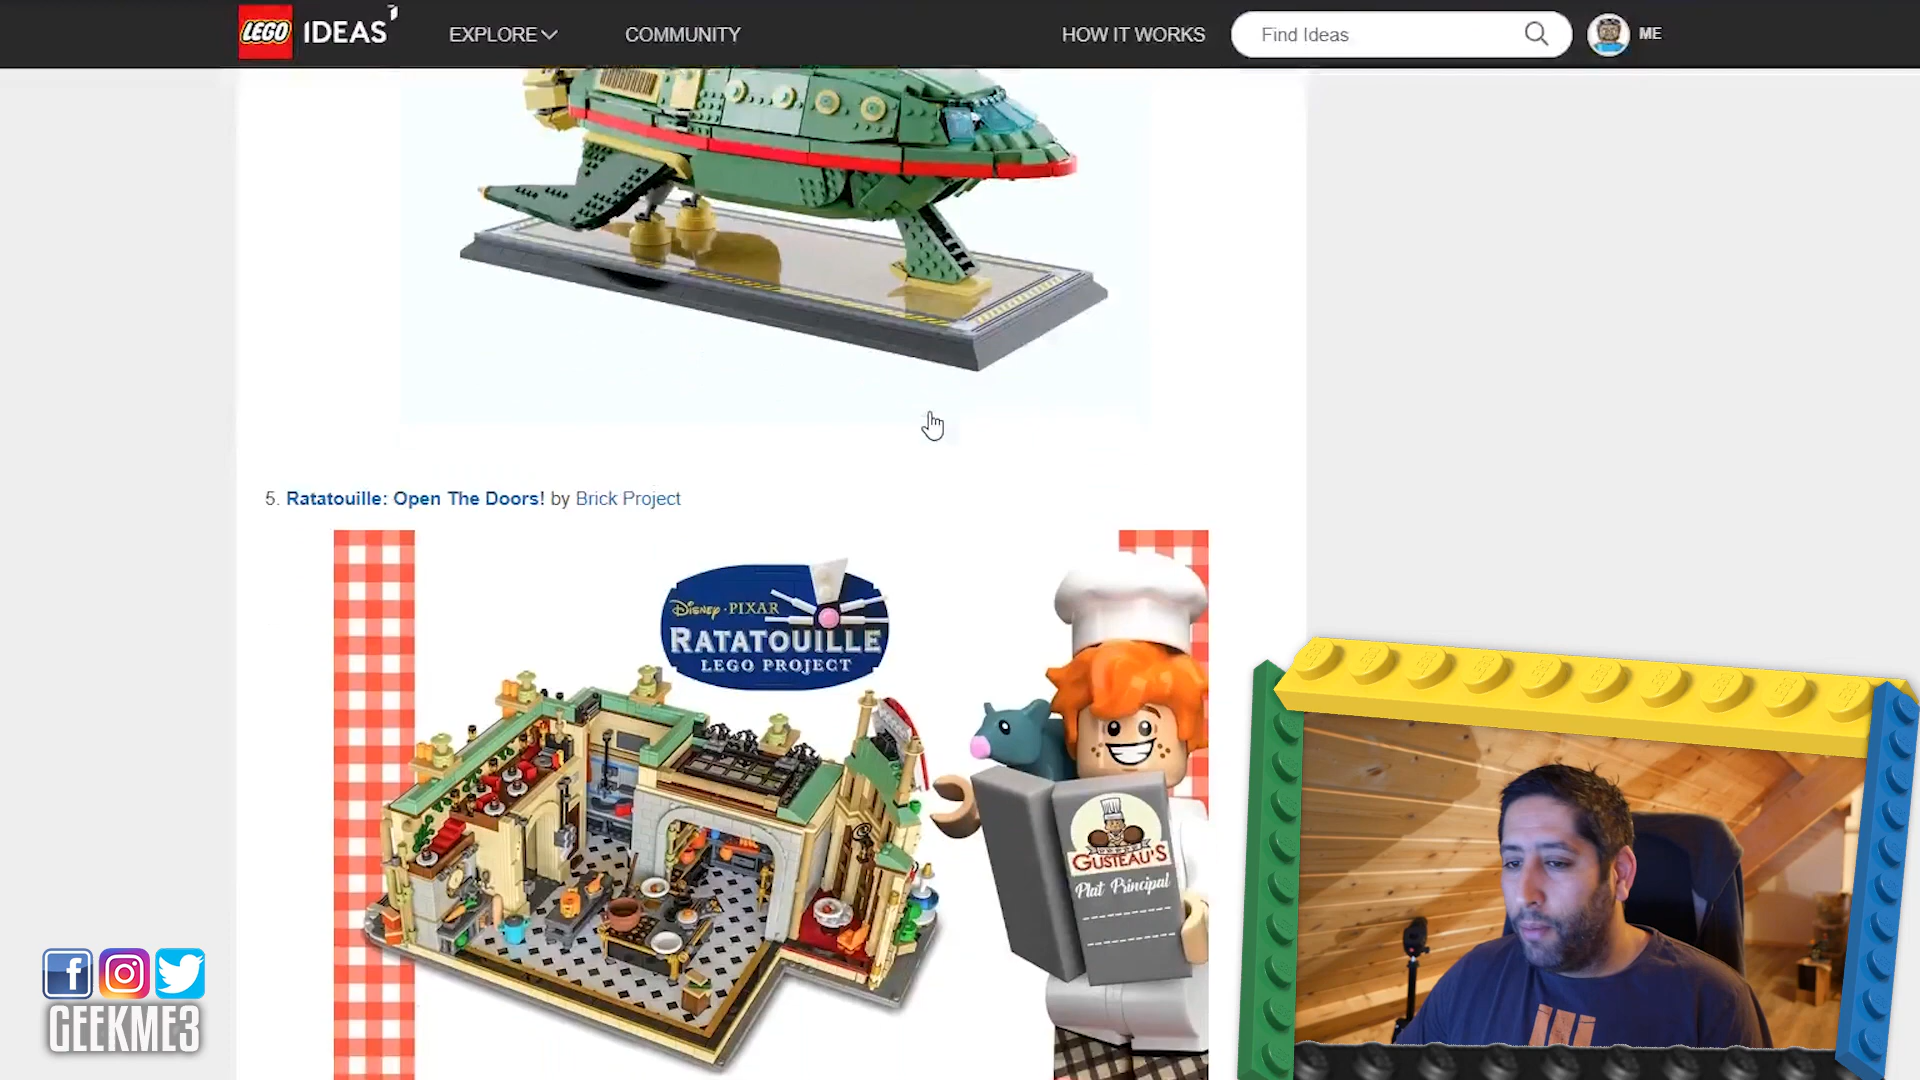 LEGO IDEAS EXPLORE COMMUNITY HOW IT WORKS Find Ideas ME
5. Ratatouille: Open The Doors! by Brick Project
DISNEY · PIXAR
RATATOUILLE
LEGO PROJECT
GUSTEAU'S
Plat Principal
GEEKME3